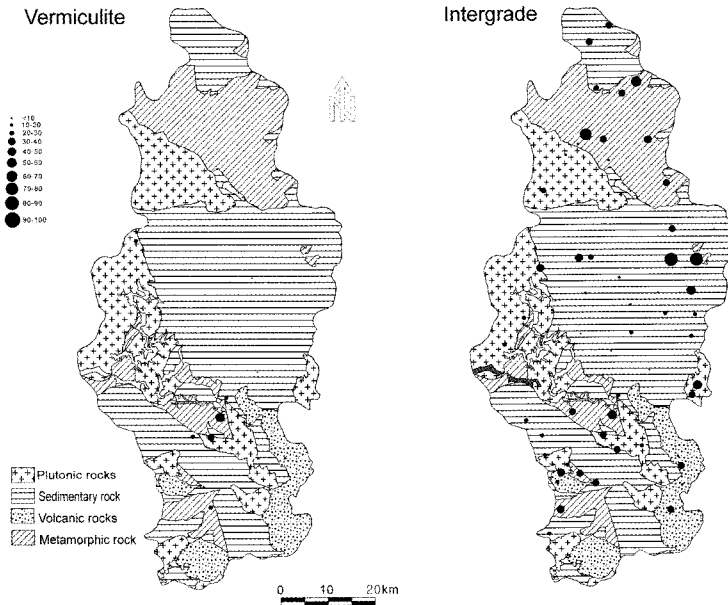 Vermiculite
Intergrade
N
<10
10-20
20-30
30-40
40-50
50-60
60-70
70-80
80-90
90-100
Plutonic rocks
Sedimentary rock
Volcanic rocks
Metamorphic rock
0 10 20km